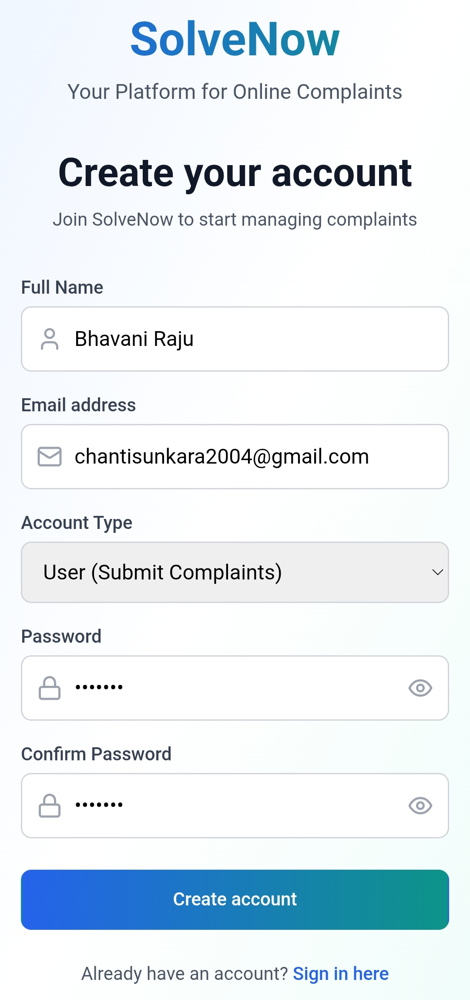 SolveNow
Your Platform for Online Complaints
Create your account
Join SolveNow to start managing complaints
Full Name
Bhavani Raju
Email address
chantisunkara2004@gmail.com
Account Type
User (Submit Complaints)
Password
•••••••
Confirm Password
•••••••
Create account
Already have an account? Sign in here